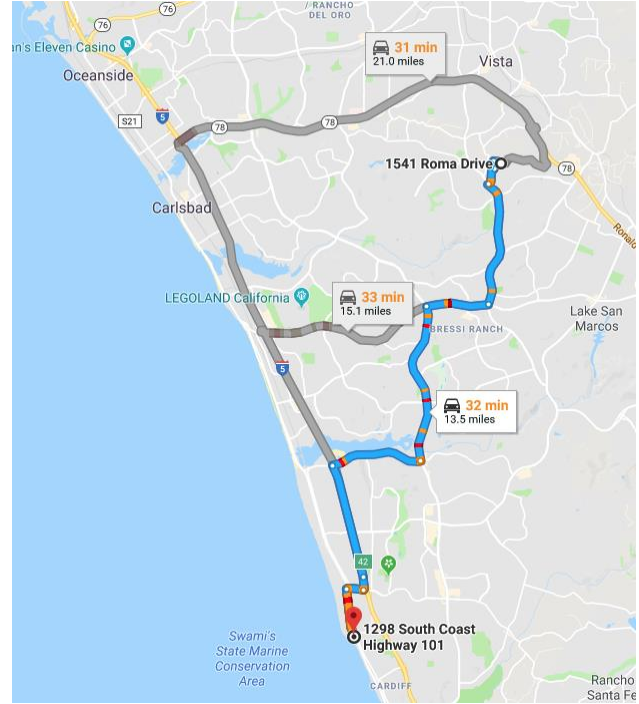 / RANCHO
DEL ORO
76
76
an's Eleven Casino
Oceanside
31 min
21.0 miles
Vista
S21
5
78
78
1541 Roma Drive
78
Carlsbad
LEGOLAND California
33 min
15.1 miles
BRESSI RANCH
Lake San
Marcos
5
32 min
13.5 miles
42
1298 South Coast
Highway 101
Swami's
State Marine
Conservation
Area
CARDIFF
Rancho
Santa Fe